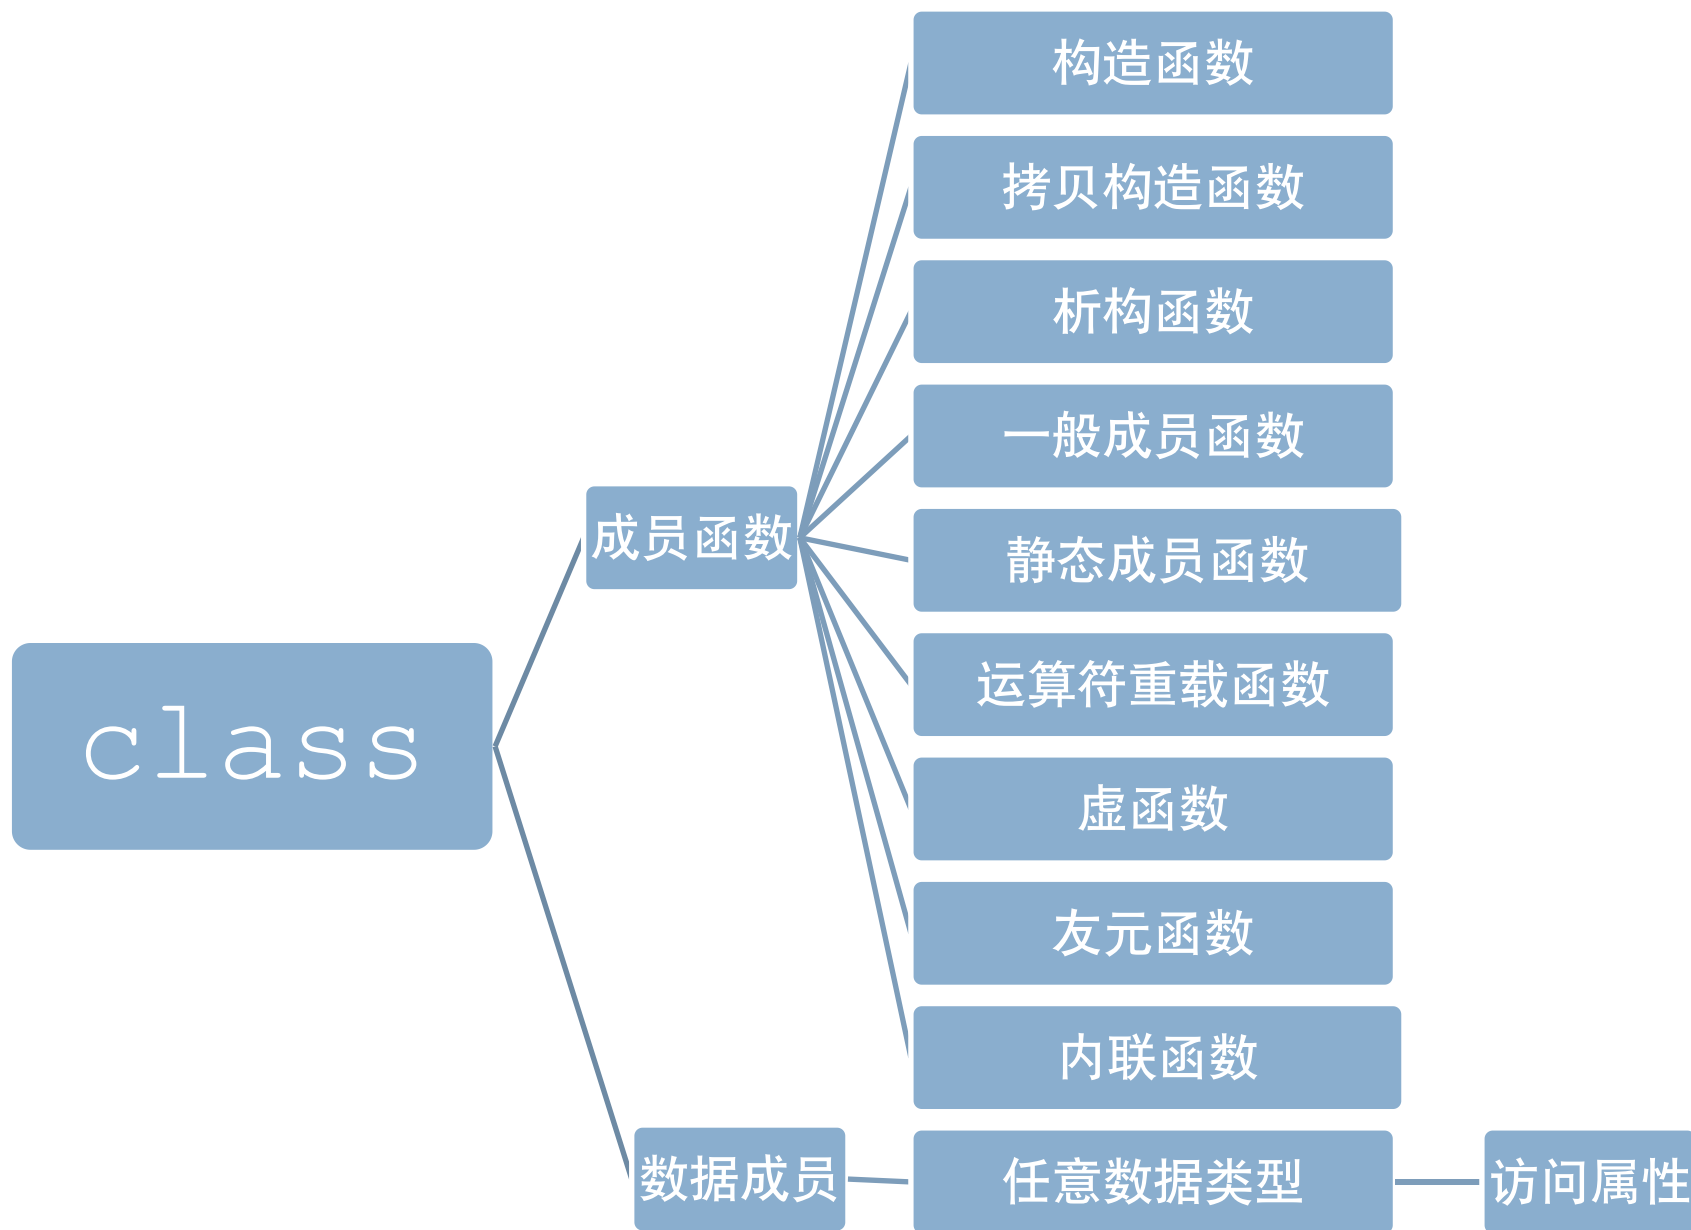 class
成员函数
构造函数
拷贝构造函数
析构函数
一般成员函数
静态成员函数
运算符重载函数
虚函数
友元函数
内联函数
数据成员
任意数据类型
访问属性